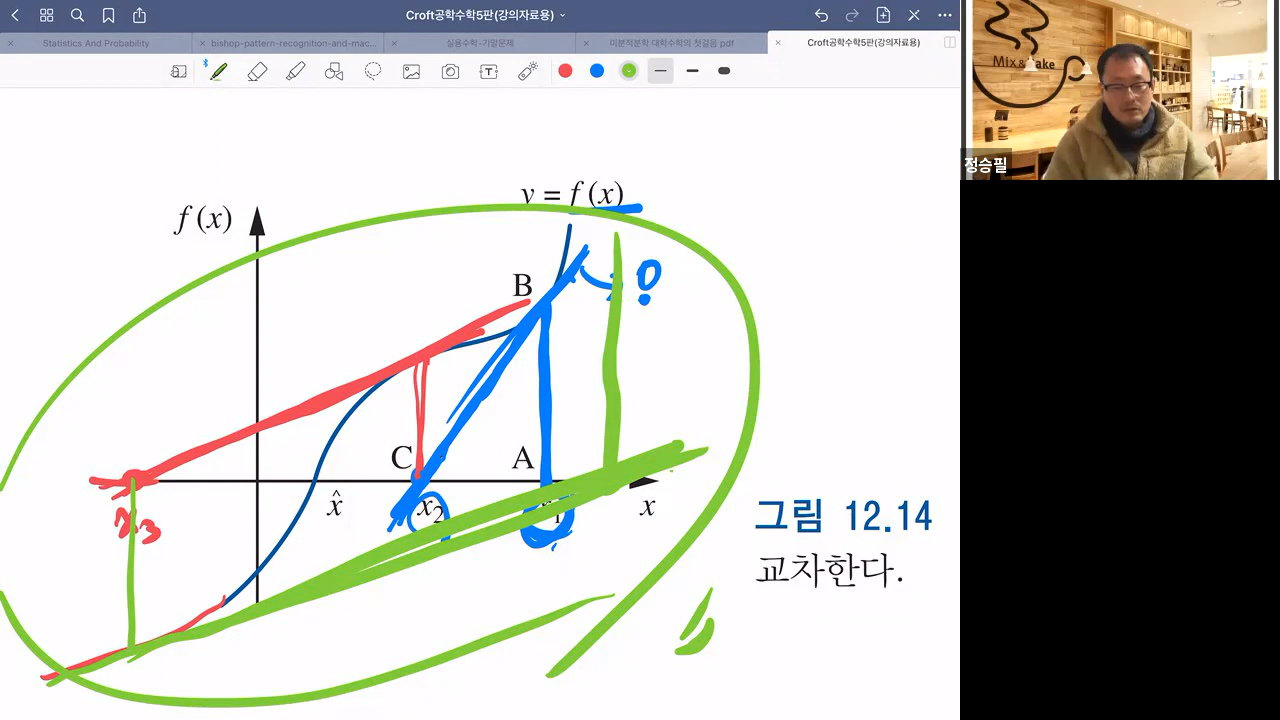 Croft공학수학5판(강의자료용)
Statistics And Probability
bishop-pattern-recognition-and-mac...
실용수학-기말문제
미분적분학 대학수학의 첫걸음 pdf
Croft공학수학5판(강의자료용)
Mix & Bake
정승필
y = f (x)
f (x)
B
C
A
x̂
x₂
x
x₃
그림 12.14
교차한다.